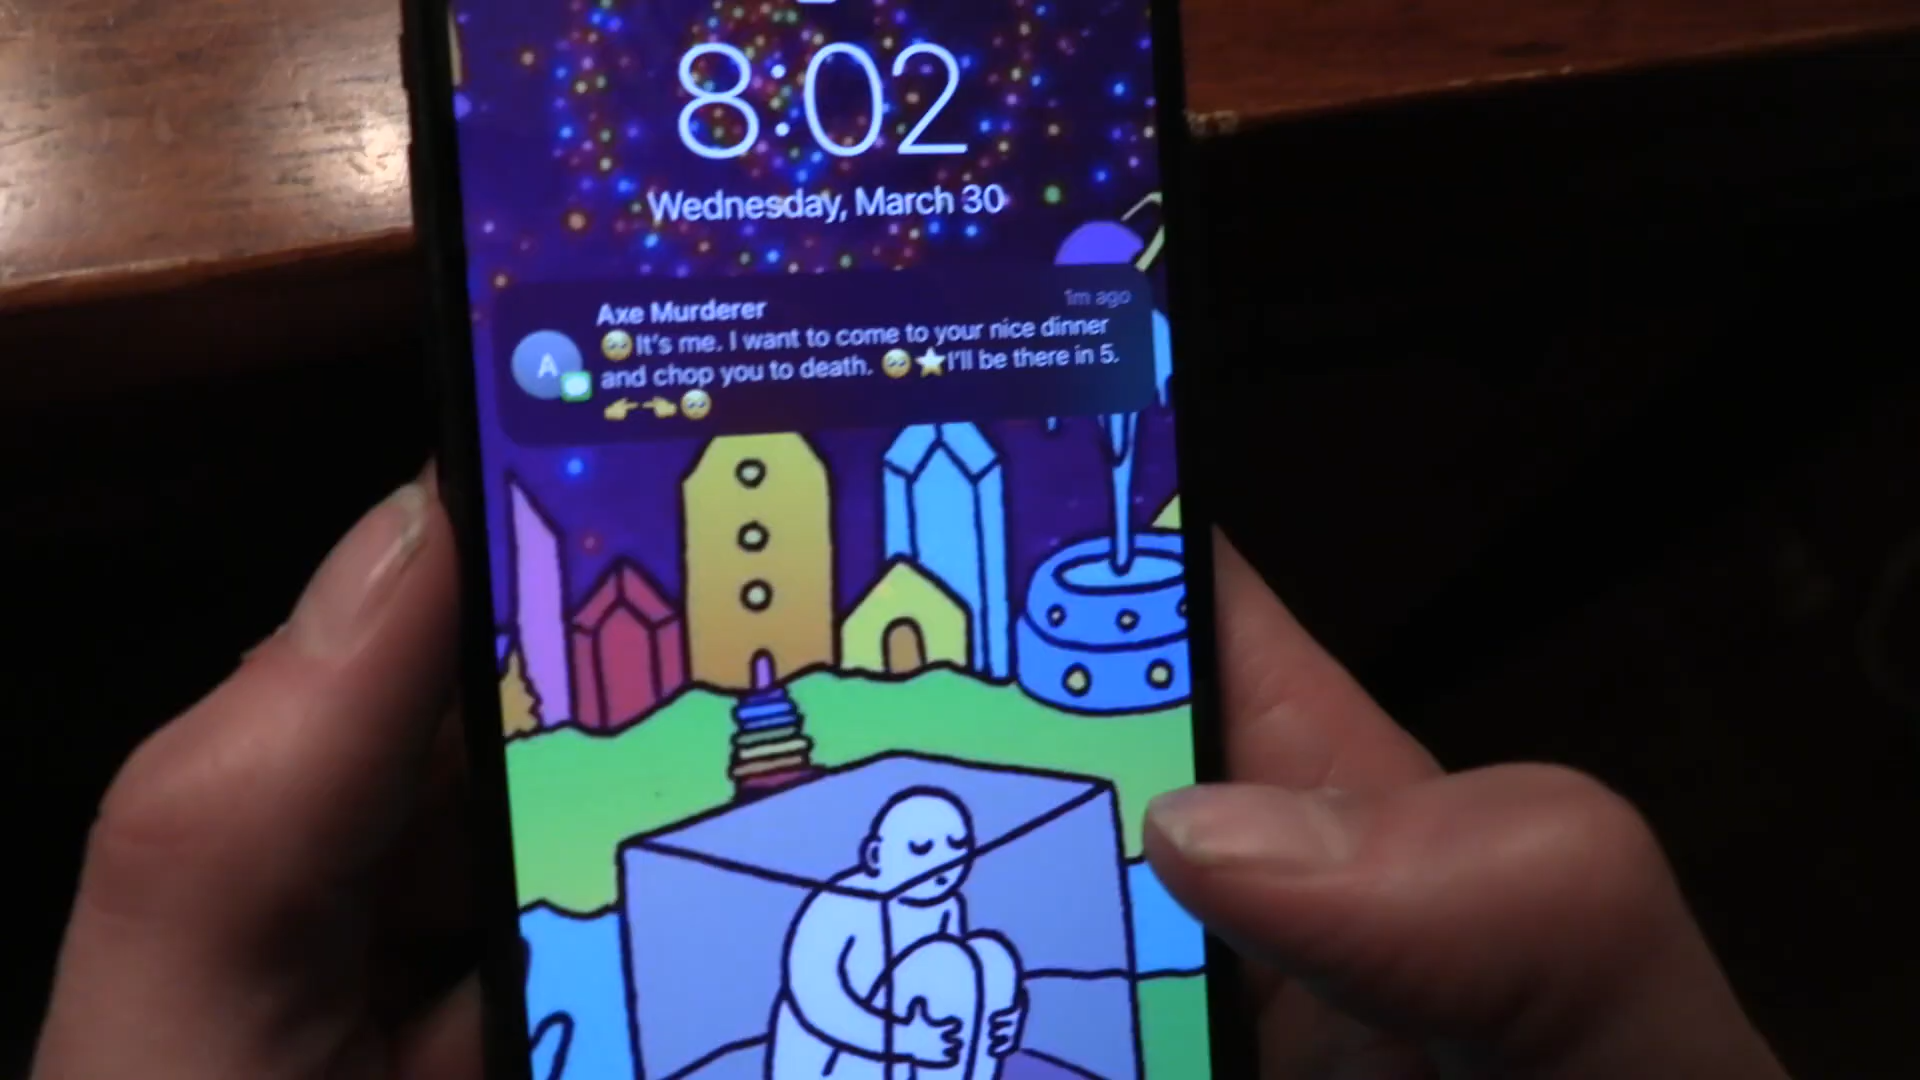 8:02
Wednesday, March 30
Axe Murderer
1m ago
🥺It's me. I want to come to your nice dinner
A
and chop you to death. 🥺⭐I'll be there in 5.
👉👈🥺